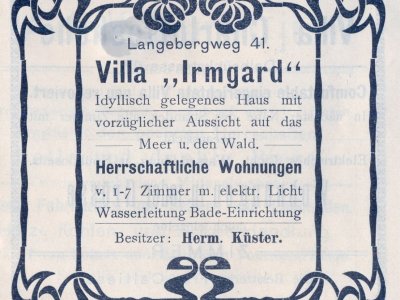 Langebergweg 41.
Villa „Irmgard“
Idyllisch gelegenes Haus mit
vorzüglicher Aussicht auf das
Meer u. den Wald.
Herrschaftliche Wohnungen
v. 1-7 Zimmer m. elektr. Licht
Wasserleitung Bade-Einrichtung
Besitzer: Herm. Küster.